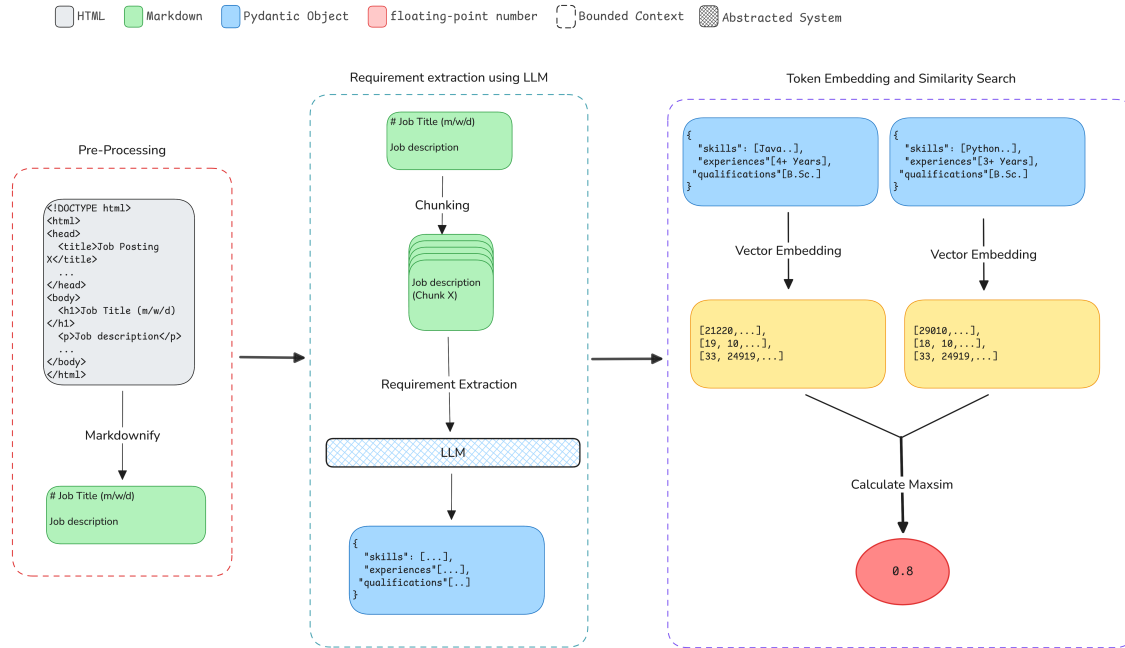 HTML
Markdown
Pydantic Object
floating-point number
Bounded Context
Abstracted System
Pre-Processing
<!DOCTYPE html>
<html>
<head>
<title>Job Posting
X</title>
...
</head>
<body>
<h1>Job Title (m/w/d)
</h1>
<p>Job description</p>
...
</body>
</html>
Markdownify
# Job Title (m/w/d)
Job description
Requirement extraction using LLM
# Job Title (m/w/d)
Job description
Chunking
Job description
(Chunk X)
Requirement Extraction
LLM
{
"skills": [...],
"experiences"[...],
"qualifications"[..]
}
Token Embedding and Similarity Search
{
"skills": [Java..],
"experiences"[4+ Years],
"qualifications"[B.Sc.]
}
{
"skills": [Python..],
"experiences"[3+ Years],
"qualifications"[B.Sc.]
}
Vector Embedding
Vector Embedding
[21220,...],
[19, 10,...],
[33, 24919,...]
[29010,...],
[18, 10,...],
[33, 24919,...]
Calculate Maxsim
0.8